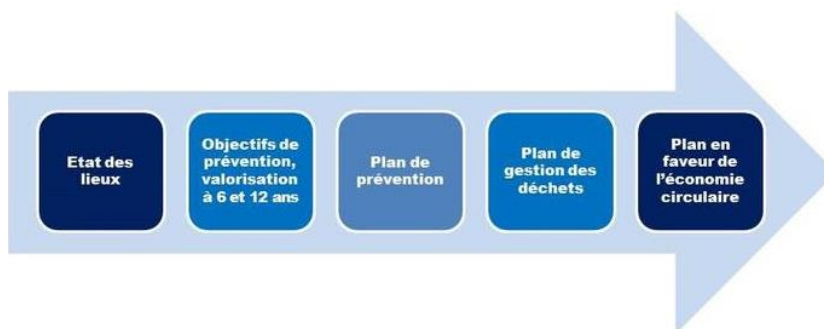 Etat des
lieux
Objectifs de
prévention,
valorisation
à 6 et 12 ans
Plan de
prévention
Plan de
gestion des
déchets
Plan en
faveur de
l'économie
circulaire